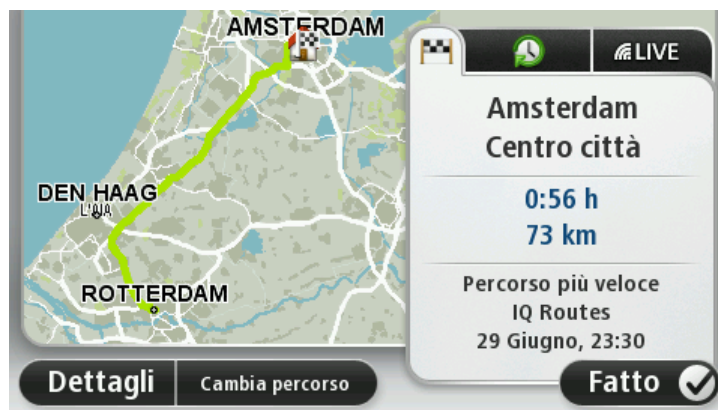 AMSTERDAM
DEN HAAG
L'AIA
ROTTERDAM
LIVE
Amsterdam
Centro città
0:56 h
73 km
Percorso più veloce
IQ Routes
29 Giugno, 23:30
Dettagli
Cambia percorso
Fatto